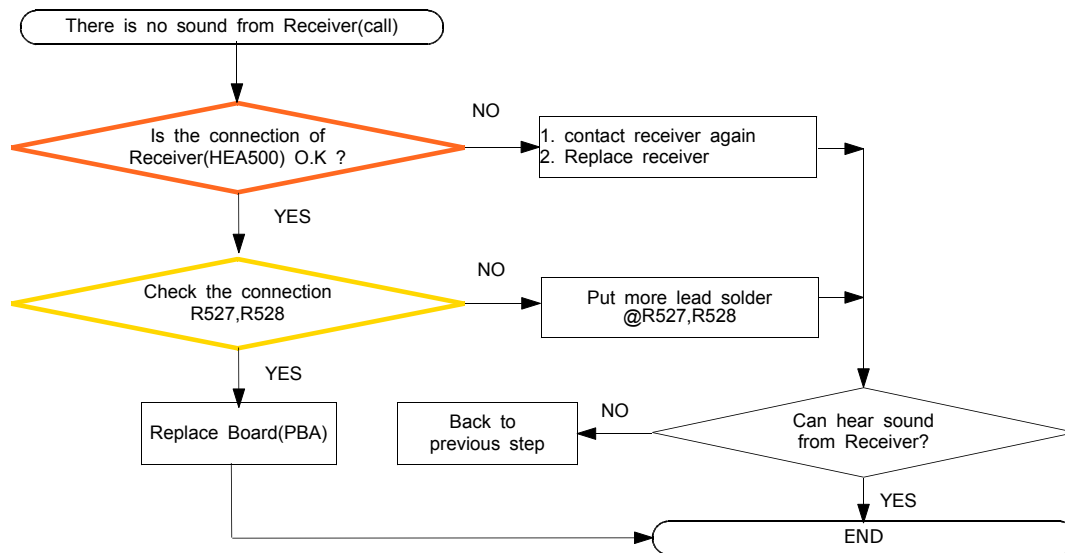 There is no sound from Receiver(call)
Is the connection of
Receiver(HEA500) O.K ?
NO
1. contact receiver again
2. Replace receiver
YES
Check the connection
R527,R528
NO
Put more lead solder
@R527,R528
YES
Replace Board(PBA)
Back to
previous step
NO
Can hear sound
from Receiver?
YES
END